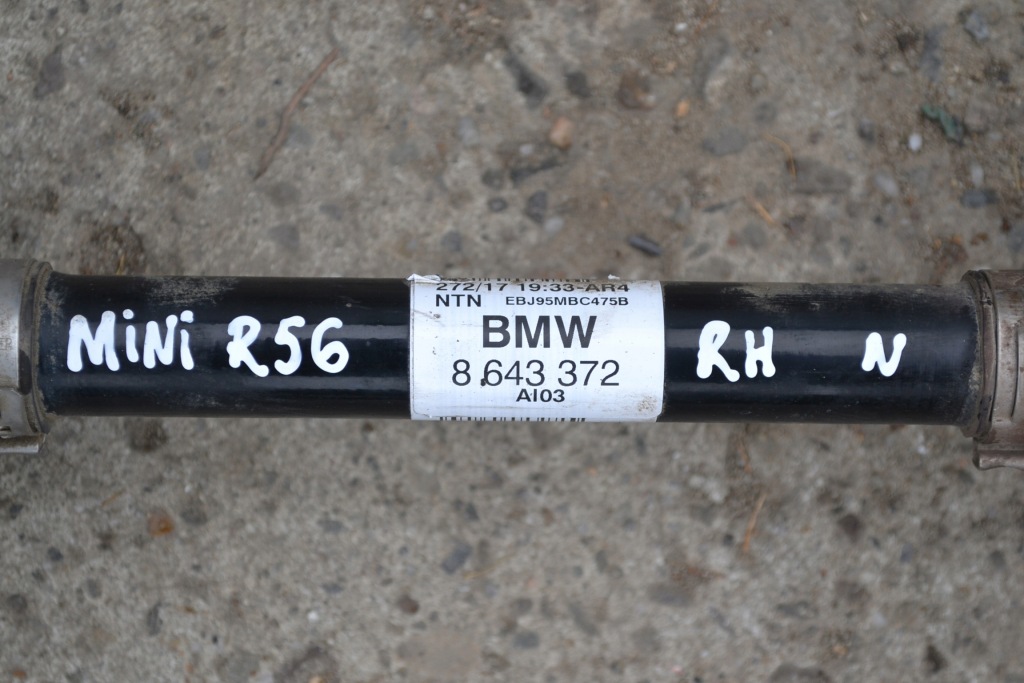 MiNi R56
272/17 19:33-AR4
NTN EBJ95MBC475B
BMW
8 643 372
AI03
RH N